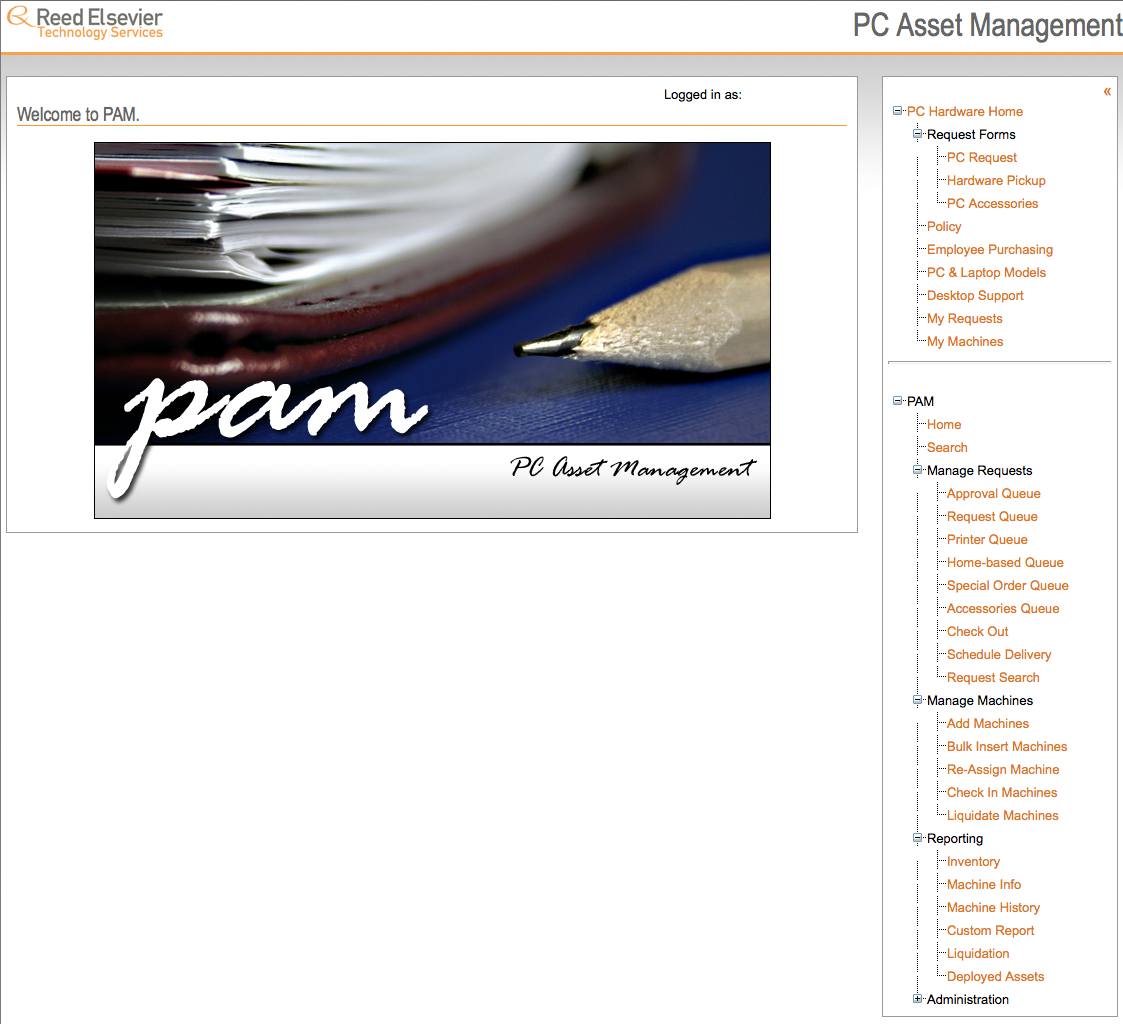 Reed Elsevier
Technology Services
PC Asset Management
Logged in as:
Welcome to PAM.
pam
PC Asset Management
«
PC Hardware Home
Request Forms
PC Request
Hardware Pickup
PC Accessories
Policy
Employee Purchasing
PC & Laptop Models
Desktop Support
My Requests
My Machines
PAM
Home
Search
Manage Requests
Approval Queue
Request Queue
Printer Queue
Home-based Queue
Special Order Queue
Accessories Queue
Check Out
Schedule Delivery
Request Search
Manage Machines
Add Machines
Bulk Insert Machines
Re-Assign Machine
Check In Machines
Liquidate Machines
Reporting
Inventory
Machine Info
Machine History
Custom Report
Liquidation
Deployed Assets
Administration